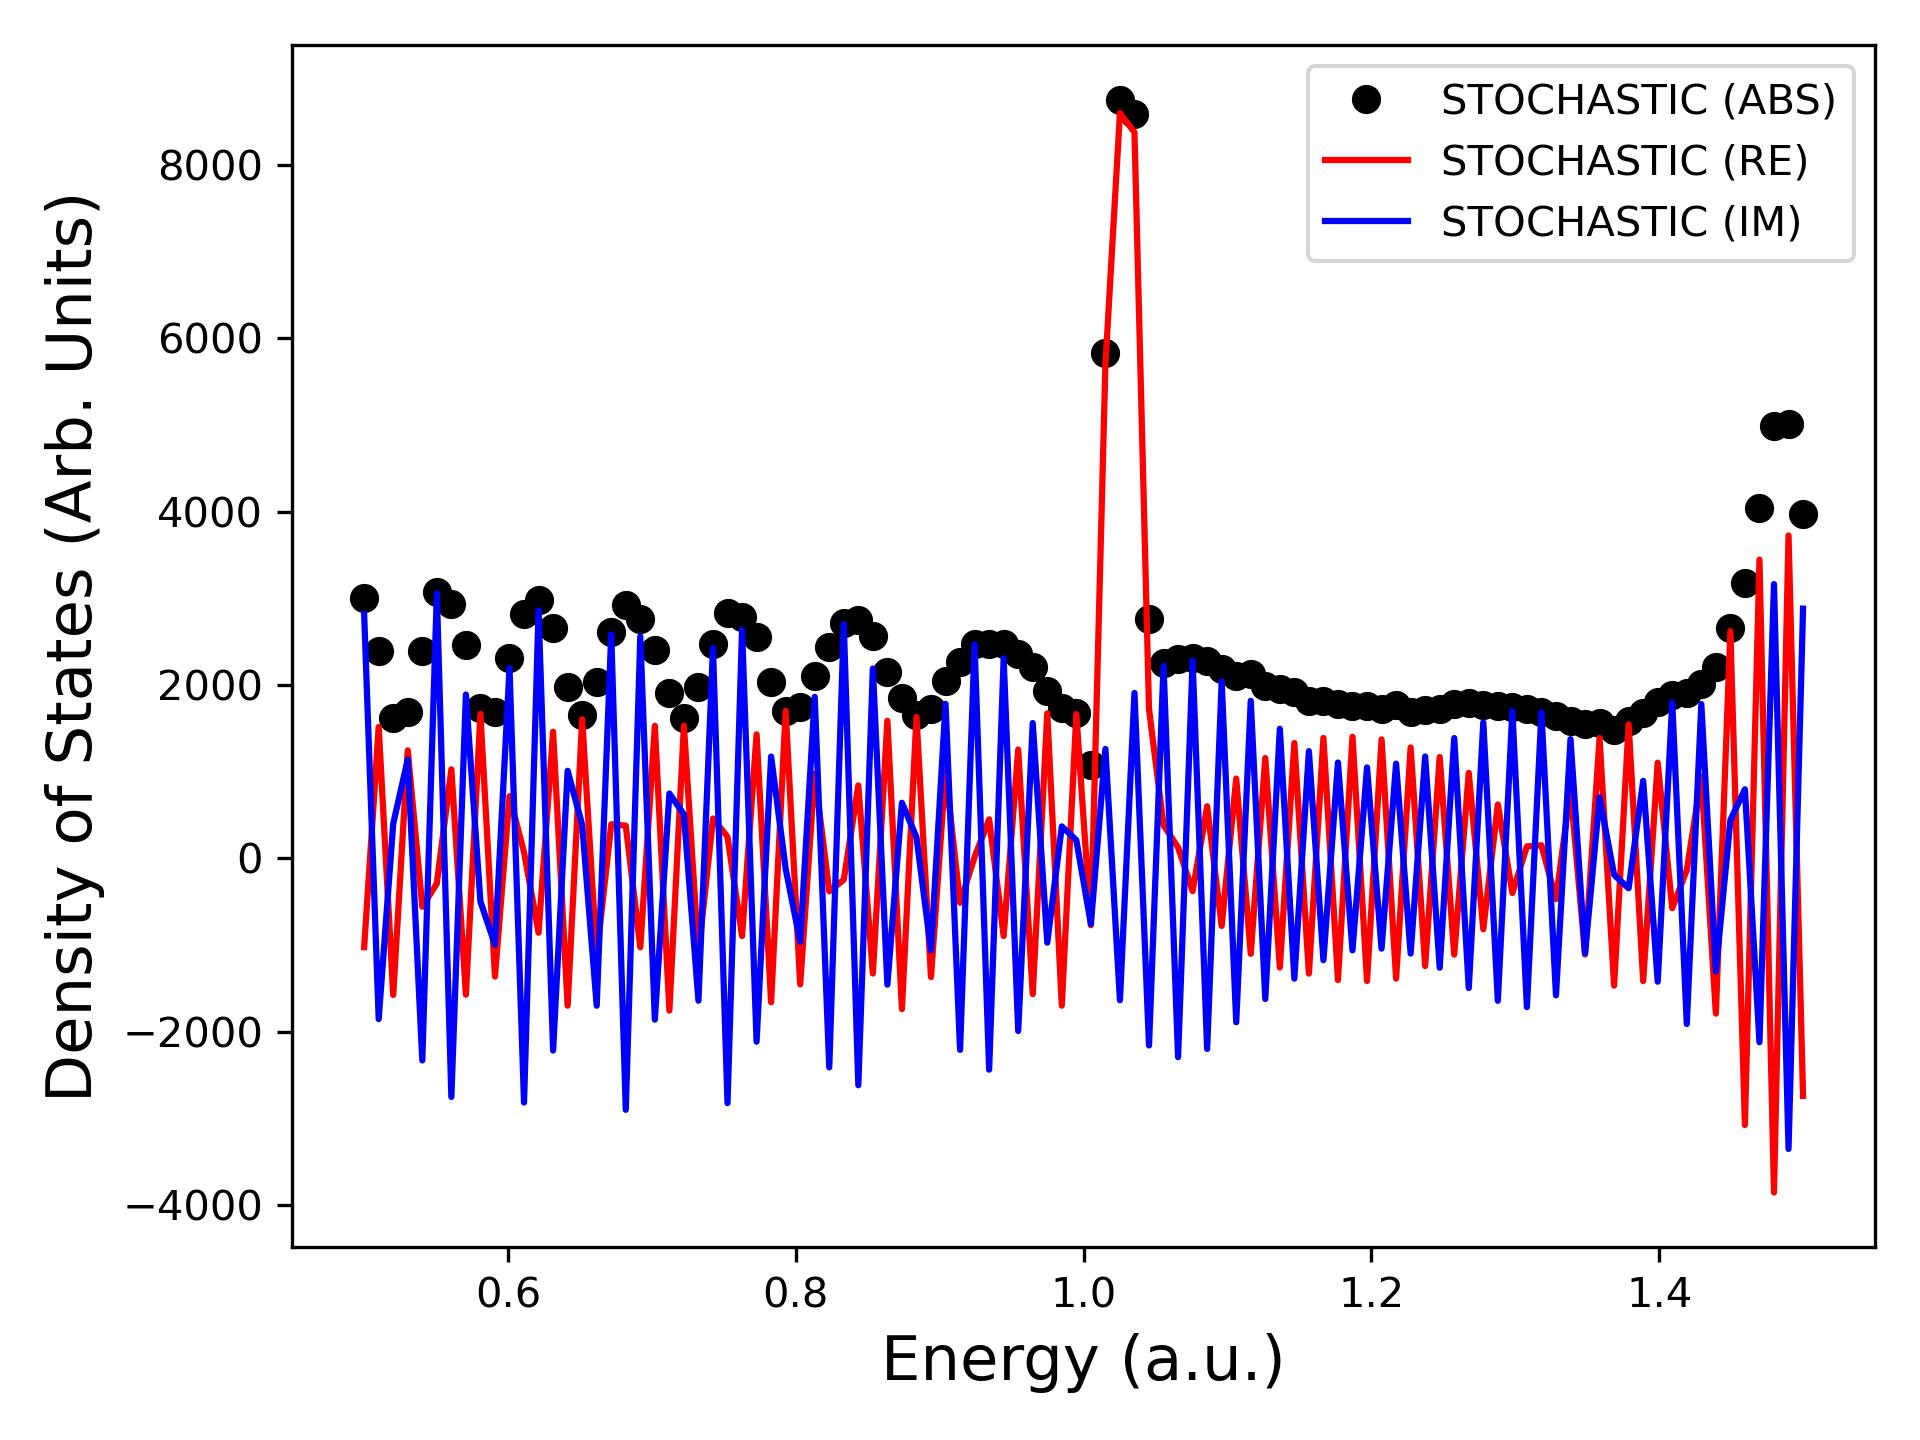 STOCHASTIC (ABS)
STOCHASTIC (RE)
STOCHASTIC (IM)
Density of States (Arb. Units)
8000
6000
4000
2000
0
−2000
−4000
0.6 0.8 1.0 1.2 1.4
Energy (a.u.)